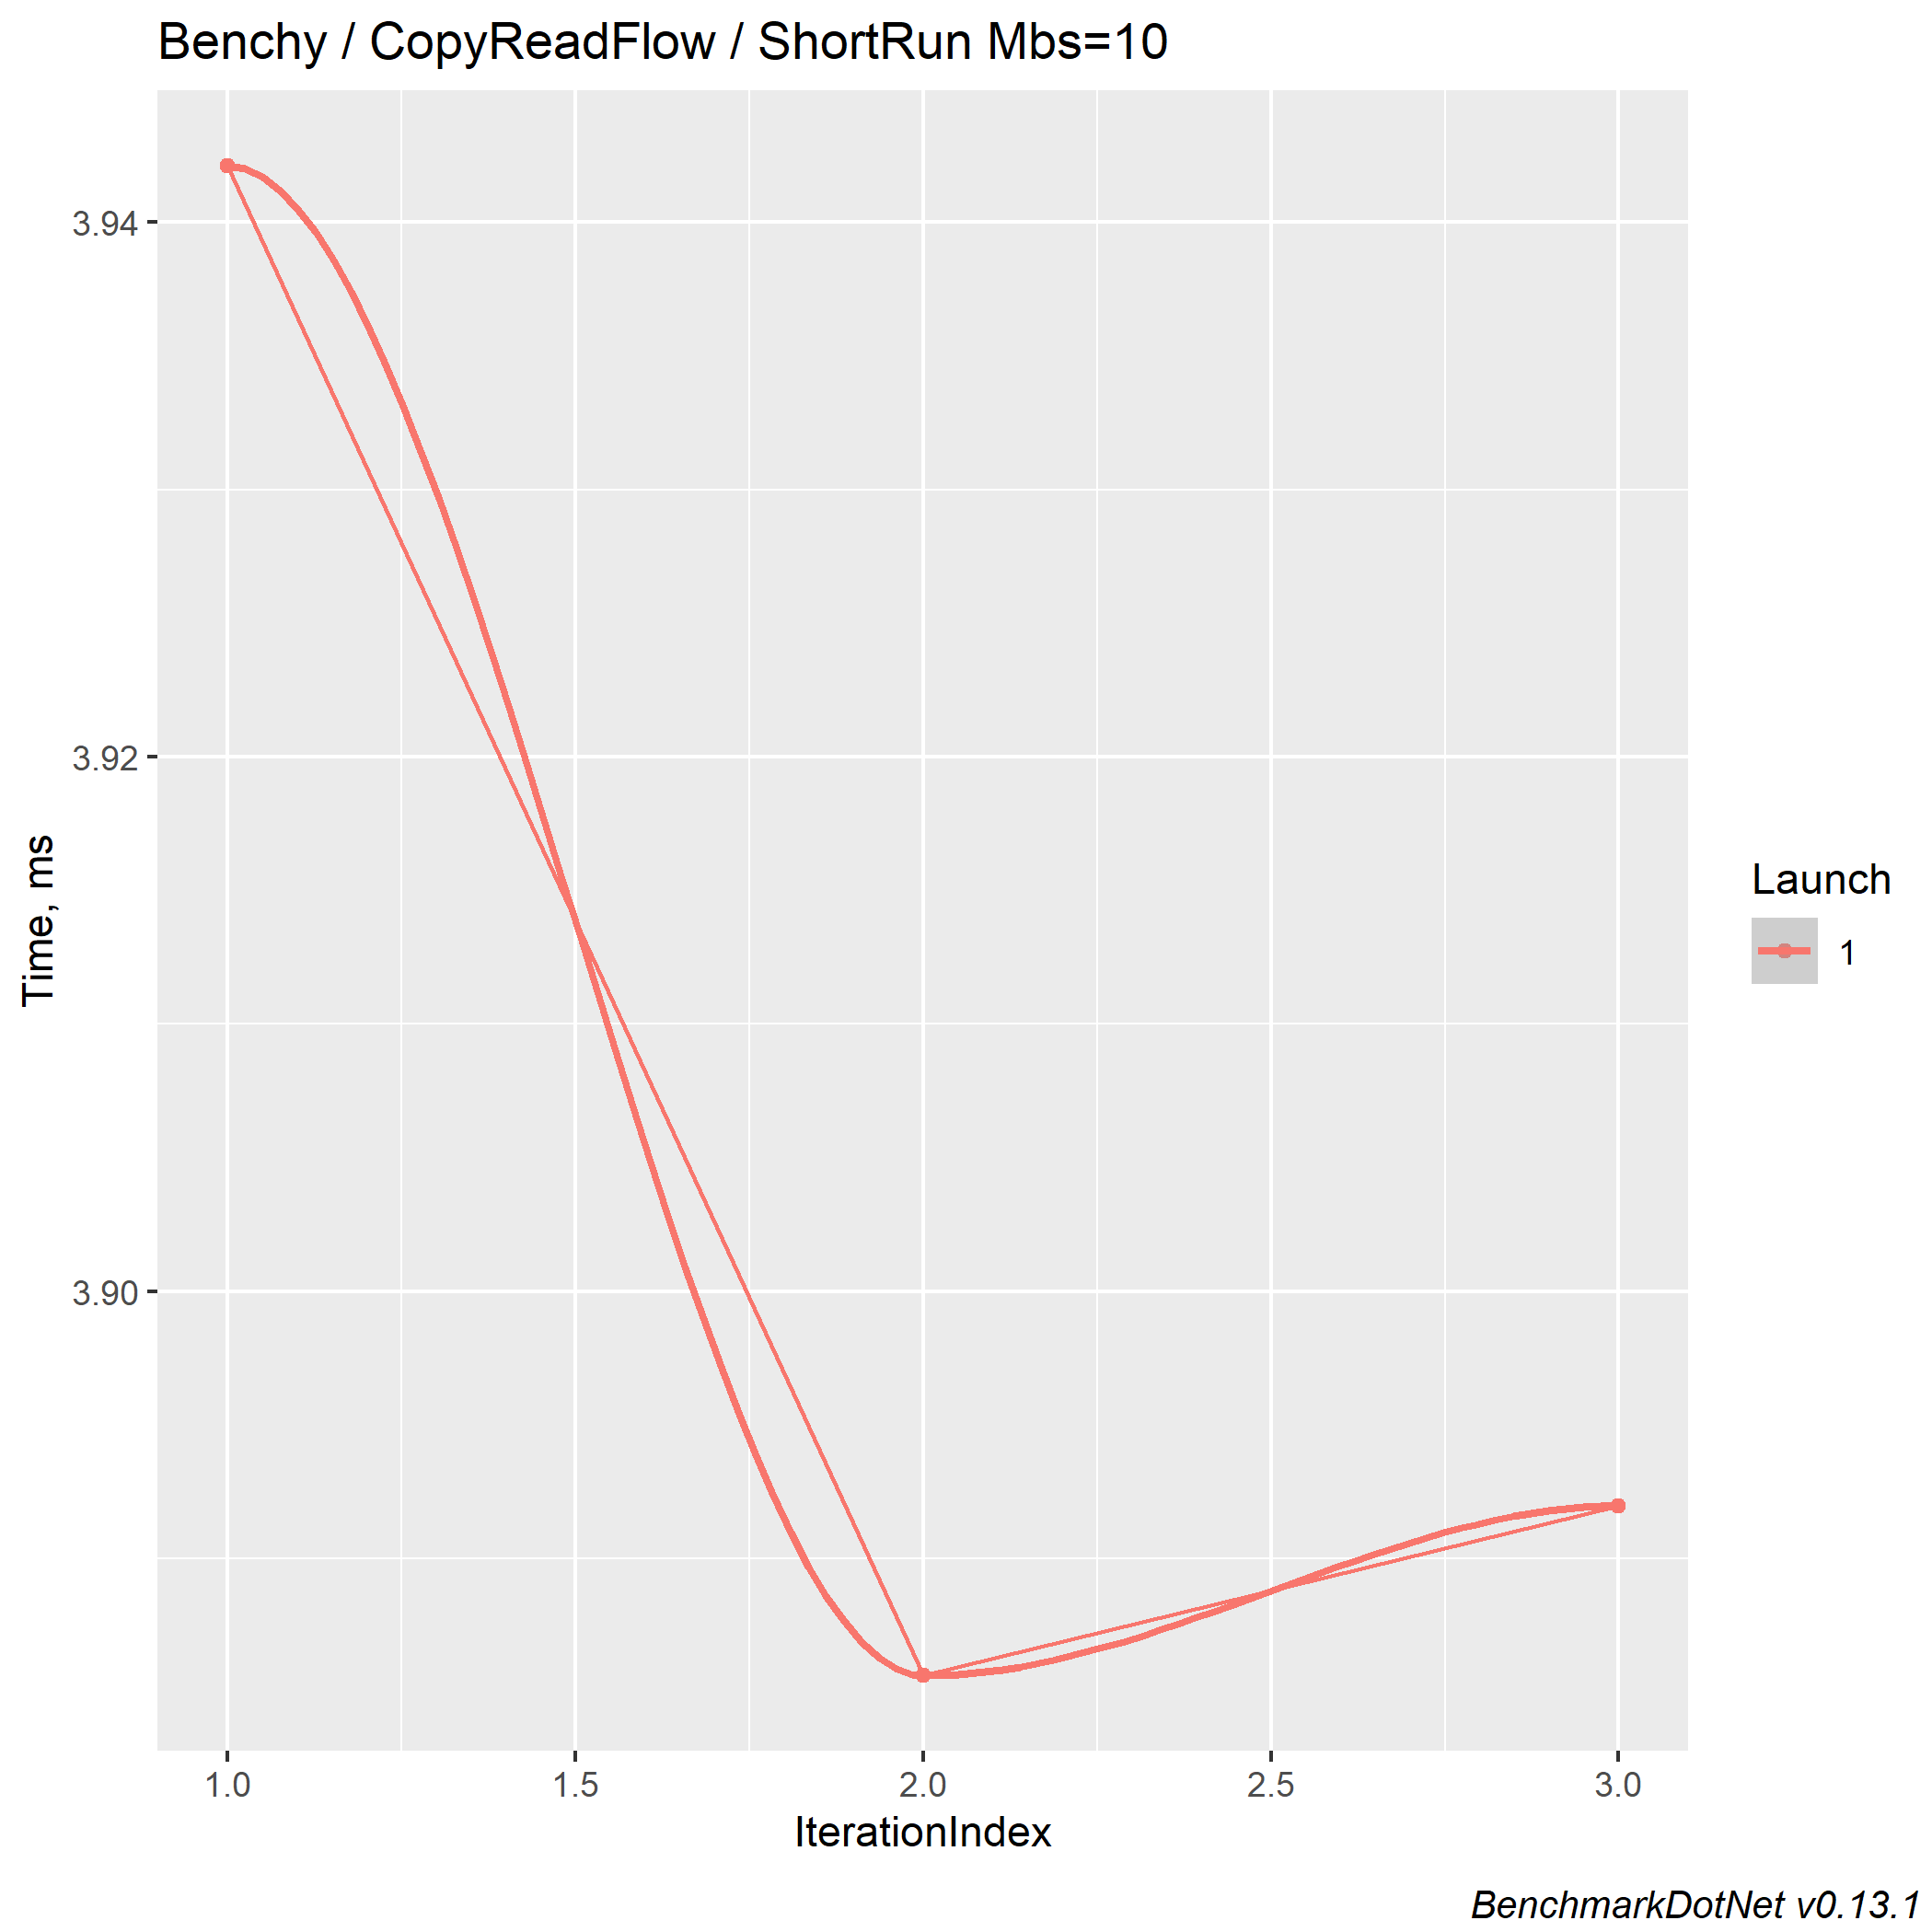 Benchy / CopyReadFlow / ShortRun Mbs=10
3.94
3.92
3.90
Time, ms
1.0 1.5 2.0 2.5 3.0
IterationIndex
Launch
1
BenchmarkDotNet v0.13.1